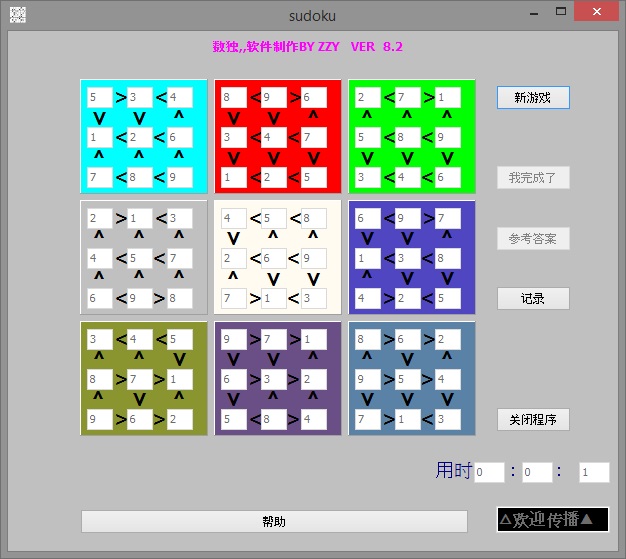 sudoku
数独,,软件制作BY ZZY VER 8.2
5 > 3 < 4 8 < 9 > 6 2 < 7 > 1 新游戏
v v ^ v v ^ ^ ^ ^
1 < 2 < 6 3 < 4 < 7 5 < 8 < 9
^ ^ ^ v v v v v v
7 < 8 < 9 1 < 2 < 5 3 < 4 < 6 我完成了
2 > 1 < 3 4 < 5 < 8 6 < 9 > 7
^ ^ ^ v ^ ^ v v ^ 参考答案
4 < 5 < 7 2 < 6 < 9 1 < 3 < 8
^ ^ ^ ^ v v ^ v v
6 < 9 > 8 7 > 1 < 3 4 > 2 < 5 记录
3 < 4 < 5 9 > 7 > 1 8 > 6 > 2
^ ^ v v v ^ ^ v ^
8 > 7 > 1 6 > 3 > 2 9 > 5 > 4
^ v ^ v ^ ^ v v v
9 > 6 > 2 5 < 8 > 4 7 > 1 < 3 关闭程序
用时 0 : 0 : 1
帮助 △欢迎传播▲